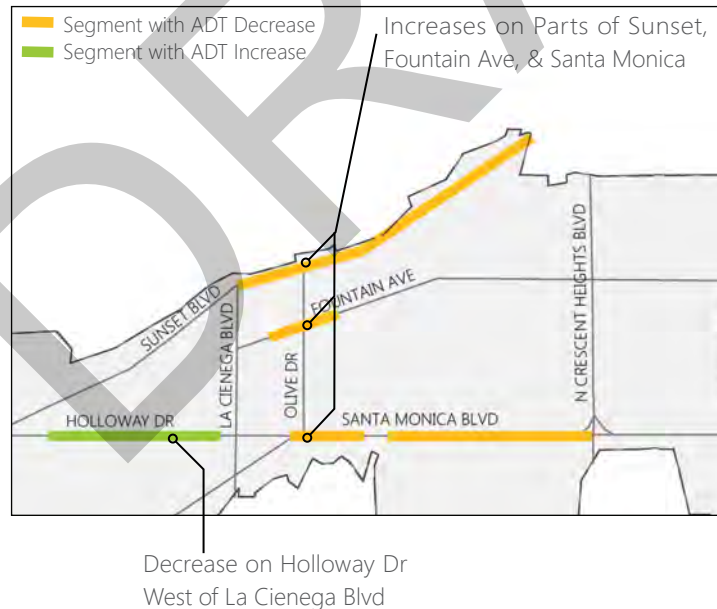 Segment with ADT Decrease
Segment with ADT Increase
Increases on Parts of Sunset,
Fountain Ave, & Santa Monica
SUNSET BLVD
LA CIENEGA BLVD
OLIVE DR
FOUNTAIN AVE
N CRESCENT HEIGHTS BLVD
HOLLOWAY DR
SANTA MONICA BLVD
Decrease on Holloway Dr
West of La Cienega Blvd